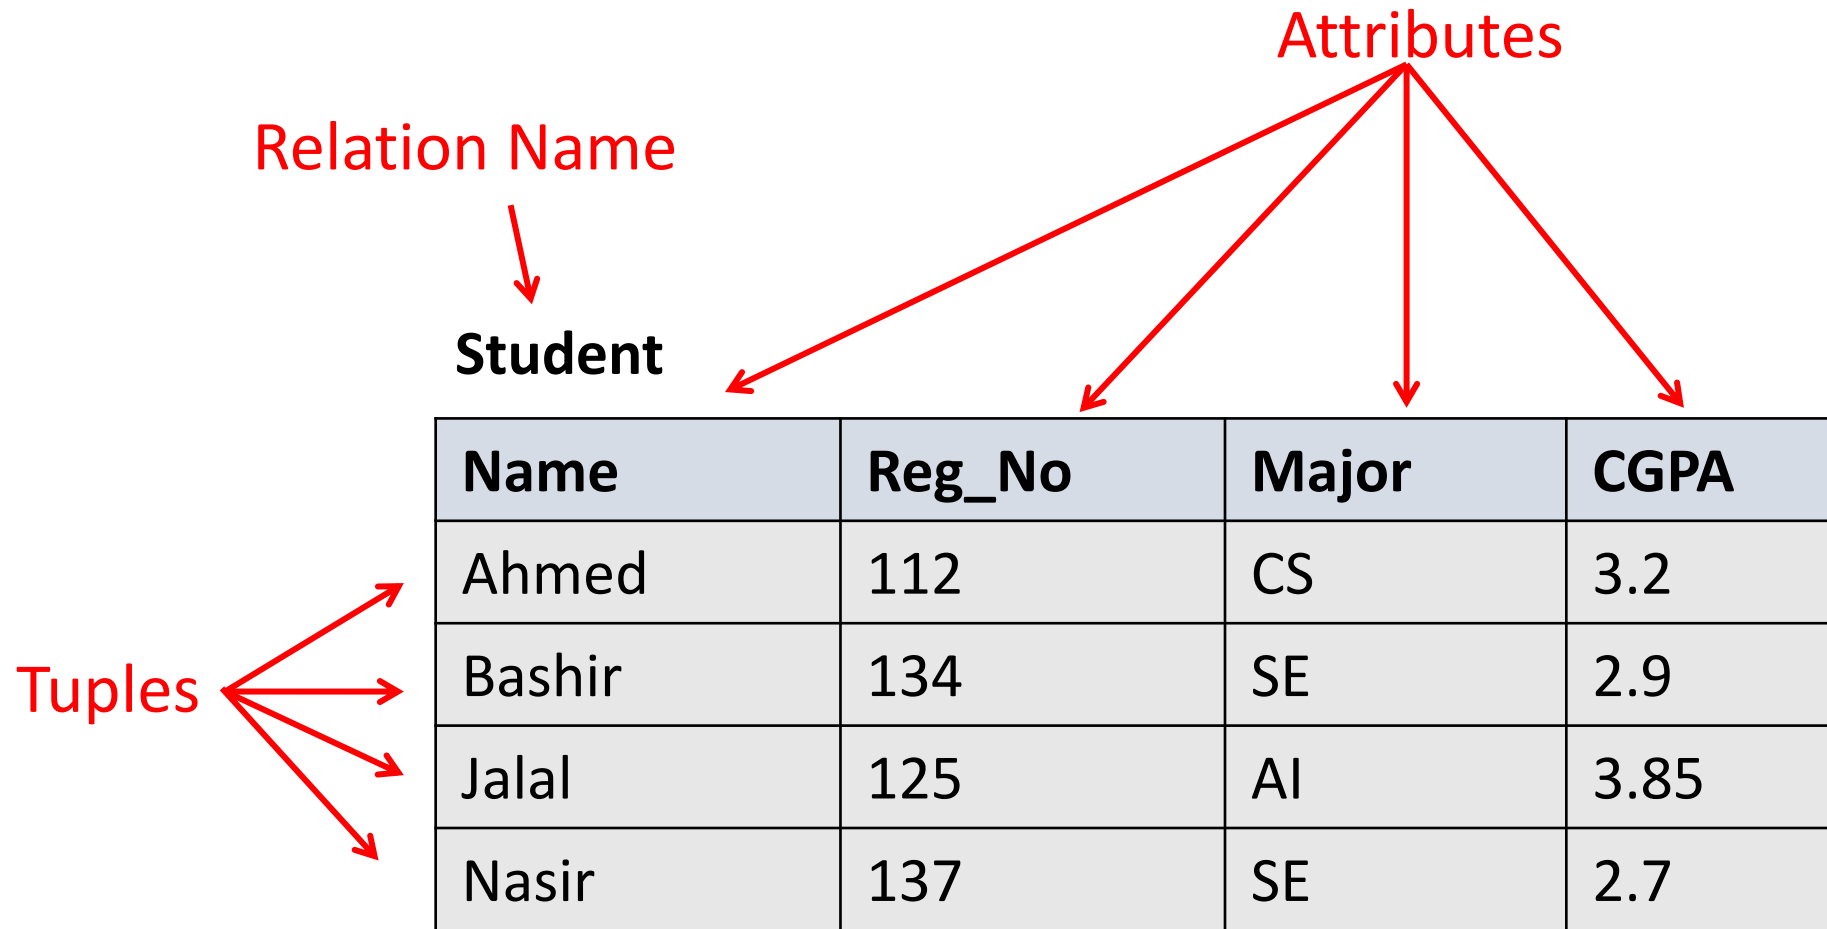 Attributes
Relation Name
Student
Name Reg_No Major CGPA
Ahmed 112 CS 3.2
Bashir 134 SE 2.9
Tuples
Jalal 125 AI 3.85
Nasir 137 SE 2.7